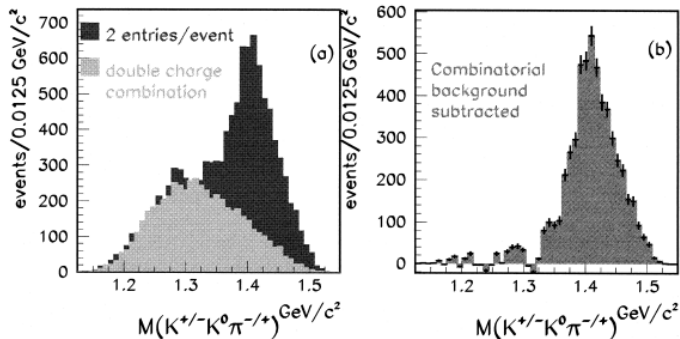 events/0.0125 GeV/c²
700
600
500
400
300
200
100
0
2 entries/event
(a)
double charge
combination
1.2
1.3
1.4
1.5
M(K⁺/⁻K⁰π⁻/⁺)GeV/c²
events/0.0125 GeV/c²
600
500
400
300
200
100
0
(b)
Combinatorial
background
subtracted
1.2
1.3
1.4
1.5
M(K⁺/⁻K⁰π⁻/⁺)GeV/c²